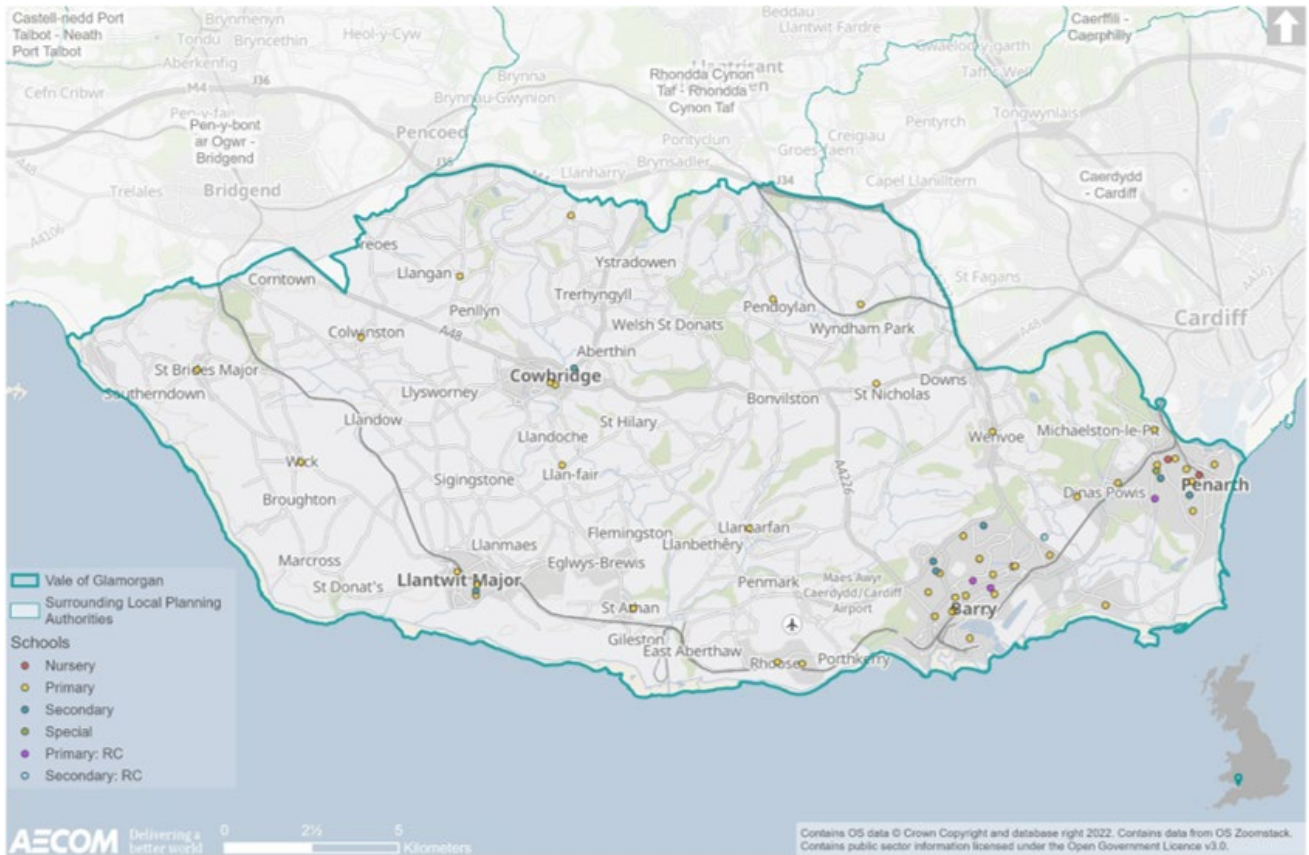 Castell-nedd Port
Talbot - Neath
Port Talbot
Brynmenyn
Bryncethin
Tondu
Heol-y-Cyw
Aberkenfig
J36
M4
Cefn Cribwr
Pen-y-bont
ar Ogwr -
Bridgend
Pencoed
Brynna
Brynnau Gwynion
Trelales
Bridgend
A48
A4106
J35
Beddau
Llantwit Fardre
Rhondda Cynon
Taf - Rhondda
Cynon Taf
Pontyclun
Llanharry
Brynsadler
Groes-faen
Creigiau
Pentyrch
J34
Capel Llanilltern
Caerffili -
Caerphilly
Gwaelod-y-garth
Taff's Well
Tongwynlais
Caerdydd
- Cardiff
St Fagans
A48
A4161
Cardiff
Corntown
Llangan
Ystradowen
Trerhyngyll
Penllyn
Pendoylan
Colwinston
A48
Welsh St Donats
Wyndham Park
Aberthin
St Brides Major
Cowbridge
Southerndown
Llysworney
Bonvilston
St Nicholas
Downs
Llandow
St Hilary
Wenvoe
Michaelston-le-Pit
Llandoche
Wick
Llan-fair
Sigingstone
A4226
Dinas Powis
Penarth
Broughton
Flemingston
Llancarfan
Llanmaes
Llanbethêry
Marcross
Eglwys-Brewis
St Donat's
Llantwit Major
Penmark
Maes Awyr
Caerdydd/Cardiff
Airport
St Athan
Barry
Gileston
East Aberthaw
Rhoose
Porthkerry
Vale of Glamorgan
Surrounding Local Planning
Authorities
Schools
Nursery
Primary
Secondary
Special
Primary: RC
Secondary: RC
AECOM
Delivering a
better world
0 2½ 5
Kilometers
Contains OS data © Crown Copyright and database right 2022. Contains data from OS Zoomstack.
Contains public sector information licensed under the Open Government Licence v3.0.